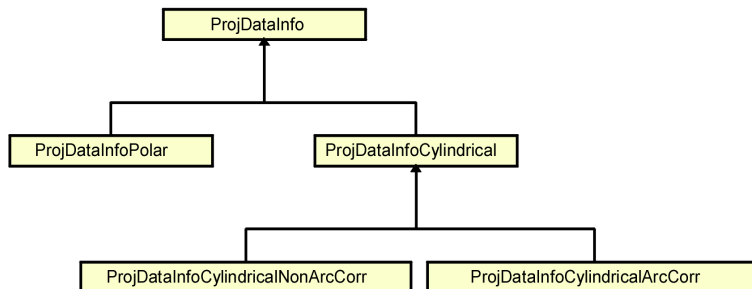 ProjDataInfo
ProjDataInfoPolar
ProjDataInfoCylindrical
ProjDataInfoCylindricalNonArcCorr
ProjDataInfoCylindricalArcCorr